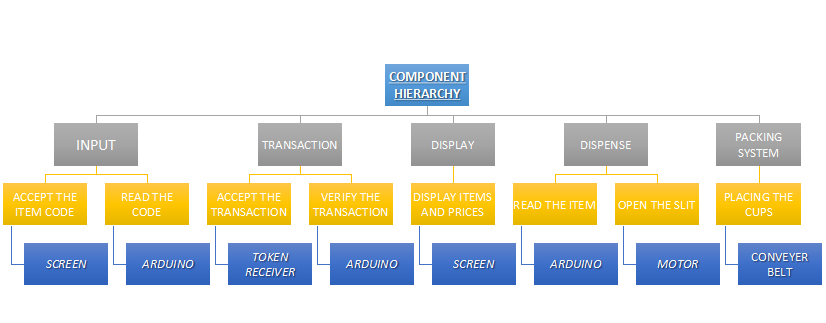 COMPONENT
HIERARCHY
INPUT
TRANSACTION
DISPLAY
DISPENSE
PACKING
SYSTEM
ACCEPT THE
ITEM CODE
READ THE
CODE
ACCEPT THE
TRANSACTION
VERIFY THE
TRANSACTION
DISPLAY ITEMS
AND PRICES
READ THE ITEM
OPEN THE SLIT
PLACING THE
CUPS
SCREEN
ARDUINO
TOKEN
RECEIVER
ARDUINO
SCREEN
ARDUINO
MOTOR
CONVEYER
BELT